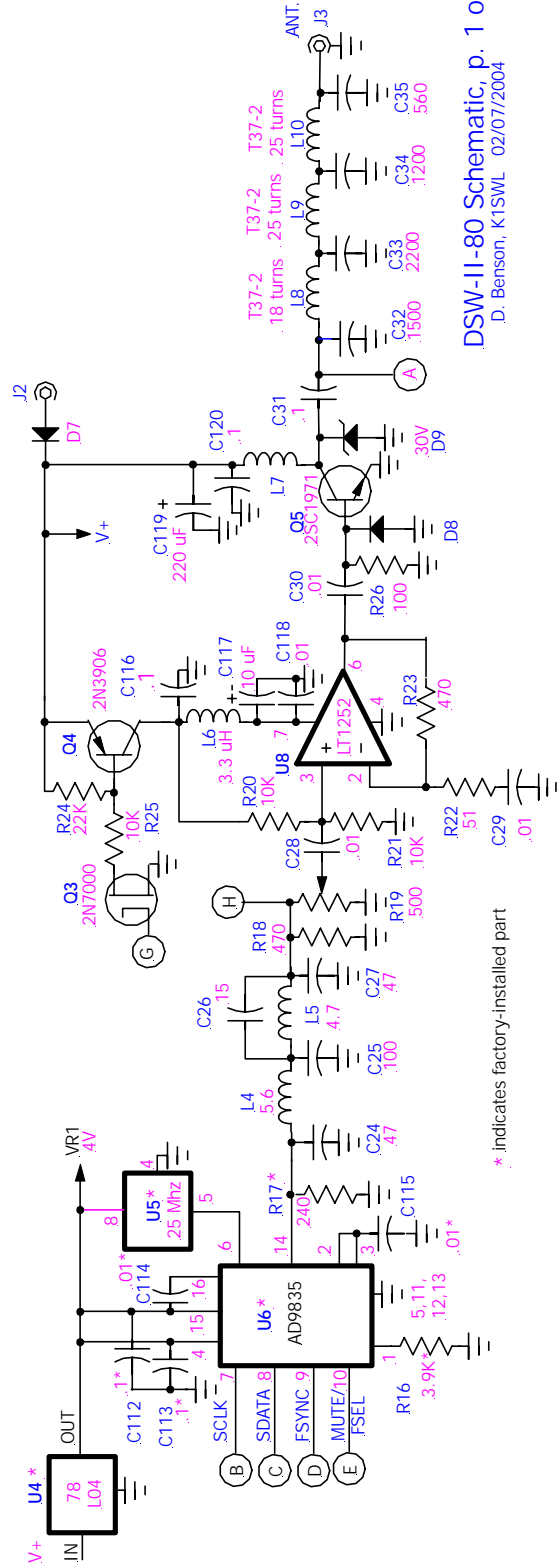 V+
IN
U4 *
78
L04
OUT
VR1
4V
C112
.1*
C113
.1*
C114
.01*
U5*
25 Mhz
8
4
5
4
15
16
6
U6 *
AD9835
B
SCLK
7
C
SDATA
8
D
FSYNC
9
E
MUTE/
FSEL
10
1
R16
3.9K*
5,11,
12,13
14
2
3
C115
.01*
R17*
240
C24
47
L4
5.6
C25
100
C26
15
L5
4.7
C27
47
R18
470
H
R19
500
C28
.01
R20
10K
R21
10K
G
Q3
2N7000
R24
22K
R25
10K
Q4
2N3906
C116
.1
L6
3.3 uH
C117
10 uF
C118
.01
U8
LT1252
3
2
7
4
6
+
–
R22
51
C29
.01
R23
470
C30
.01
R26
100
D8
Q5
2SC1971
30V
D9
V+
D7
J2
C119
220 uF
+
C120
.1
L7
C31
.1
A
C32
1500
T37-2
18 turns
L8
C33
2200
T37-2
25 turns
L9
C34
1200
T37-2
25 turns
L10
C35
560
ANT.
J3
* indicates factory-installed part
DSW-II-80 Schematic, p. 1 o
D. Benson, K1SWL 02/07/2004